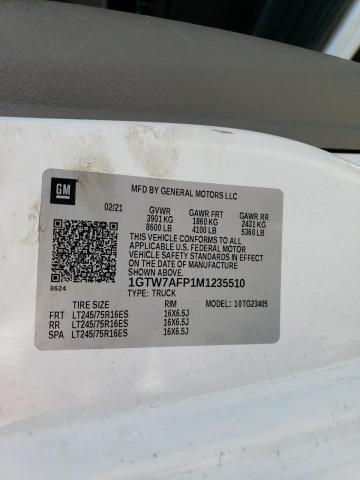 GM
MFD BY GENERAL MOTORS LLC
02/21
GVWR GAWR FRT GAWR RR
3901 KG 1860 KG 2431 KG
8600 LB 4100 LB 5360 LB
THIS VEHICLE CONFORMS TO ALL
APPLICABLE U.S. FEDERAL MOTOR
VEHICLE SAFETY STANDARDS IN EFFECT
ON THE DATE OF MANUFACTURE SHOWN
ABOVE.
8624
1GTW7AFP1M1235510
TYPE: TRUCK
MODEL: 10TG23405
TIRE SIZE RIM
FRT LT245/75R16ES 16X6.5J
RR LT245/75R16ES 16X6.5J
SPA LT245/75R16ES 16X6.5J